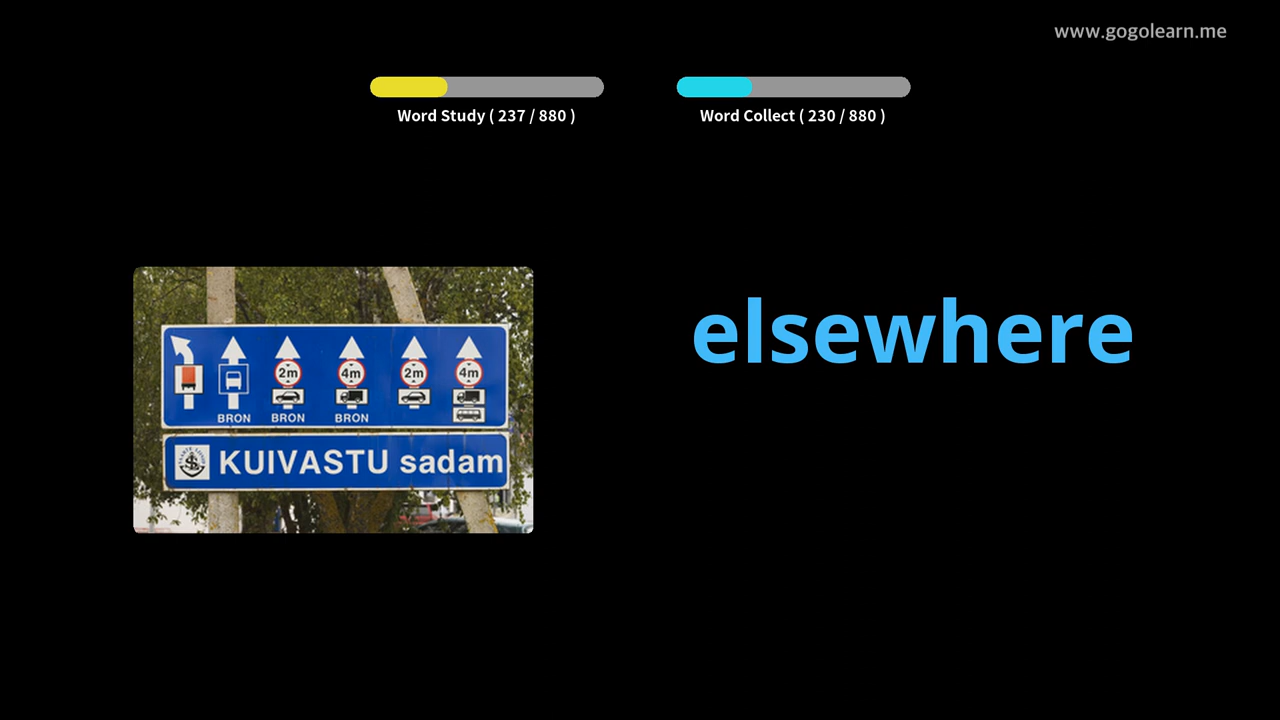 www.gogolearn.me
Word Study ( 237 / 880 )
Word Collect ( 230 / 880 )
elsewhere
2m 4m 2m 4m
BRON BRON BRON
KUIVASTU sadam